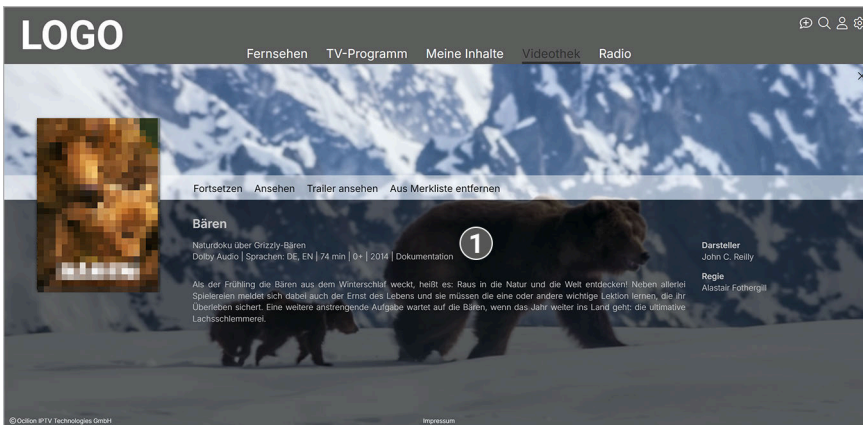 LOGO
Fernsehen TV-Programm Meine Inhalte Videothek Radio
Fortsetzen Ansehen Trailer ansehen Aus Merkliste entfernen
Bären
Naturdoku über Grizzly-Bären
Dolby Audio | Sprachen: DE, EN | 74 min | 0+ | 2014 | Dokumentation
1
Als der Frühling die Bären aus dem Winterschlaf weckt, heißt es: Raus in die Natur und die Welt entdecken! Neben allerlei
Spielereien meldet sich dabei auch der Ernst des Lebens und sie müssen die eine oder andere wichtige Lektion lernen, die ihr
Überleben sichert. Eine weitere anstrengende Aufgabe wartet auf die Bären, wenn das Jahr weiter ins Land geht: die ultimative
Lachsschlemmerei.
Darsteller
John C. Reilly
Regie
Alastair Fothergill
© Ocilion IPTV Technologies GmbH
Impressum